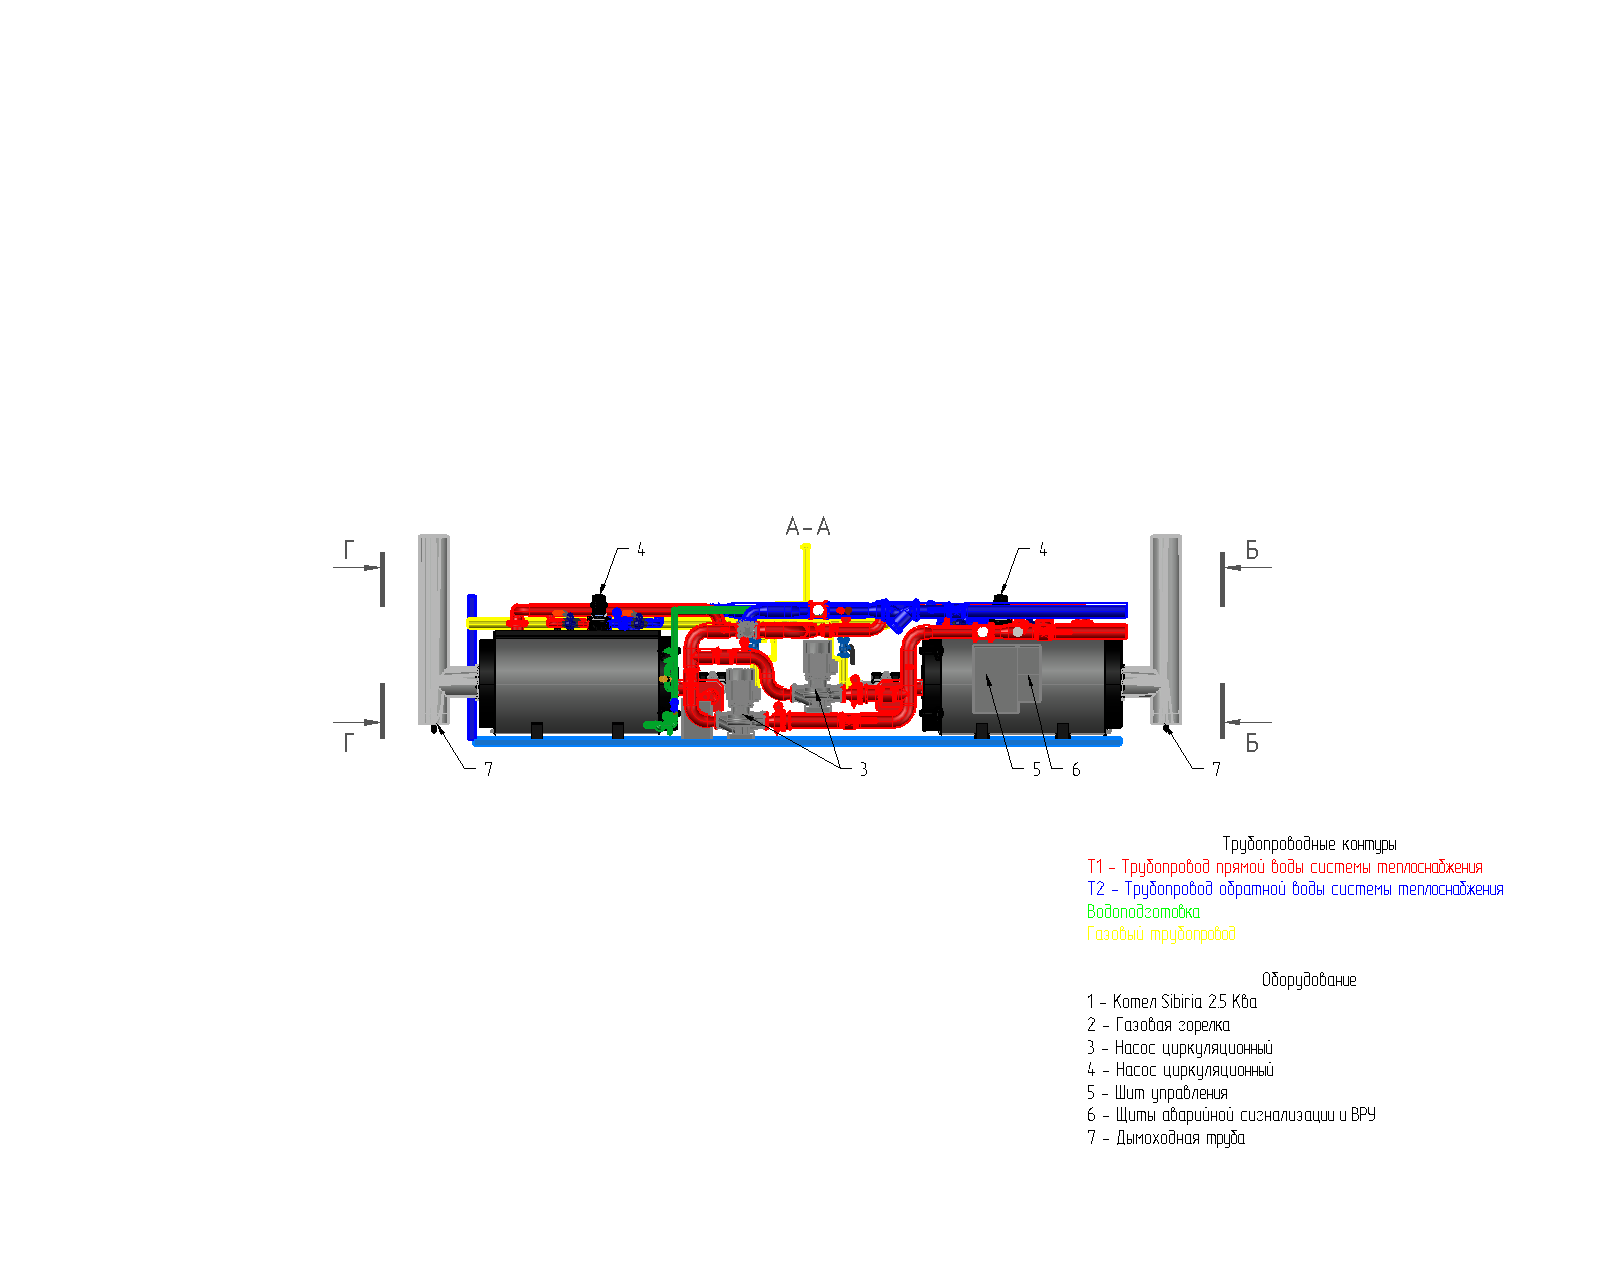 А-А
Г
4
4
Б
Г
Б
7
3
5
6
7
Трубопроводные контуры
Т1 - Трубопровод прямой воды системы теплоснабжения
Т2 - Трубопровод обратной воды системы теплоснабжения
Водоподготовка
Газовый трубопровод
Оборудование
1 - Котел Sibiria 2.5 Ква
2 - Газовая горелка
3 - Насос циркуляционный
4 - Насос циркуляционный
5 - Шит управления
6 - Щиты аварийной сигнализации и ВРУ
7 - Дымоходная труба